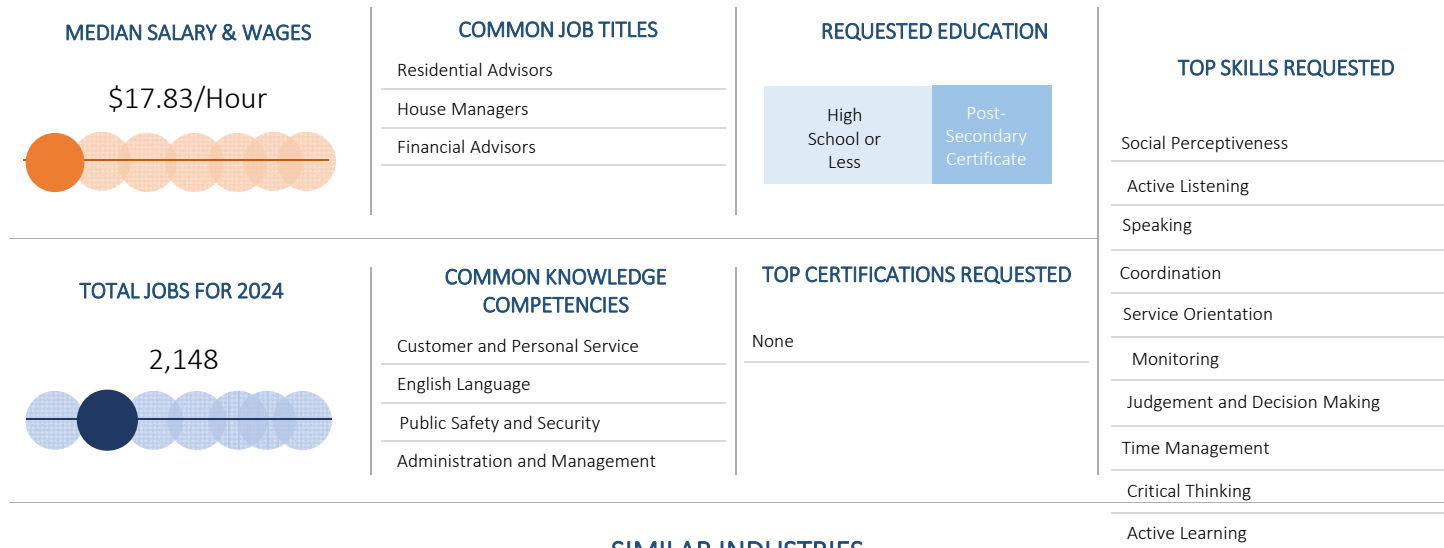 MEDIAN SALARY & WAGES
$17.83/Hour
COMMON JOB TITLES
Residential Advisors
House Managers
Financial Advisors
REQUESTED EDUCATION
High
School or
Less
Post-
Secondary
Certificate
TOTAL JOBS FOR 2024
2,148
COMMON KNOWLEDGE
COMPETENCIES
Customer and Personal Service
English Language
Public Safety and Security
Administration and Management
TOP CERTIFICATIONS REQUESTED
None
TOP SKILLS REQUESTED
Social Perceptiveness
Active Listening
Speaking
Coordination
Service Orientation
Monitoring
Judgement and Decision Making
Time Management
Critical Thinking
Active Learning
SIMILAR INDUSTRIES